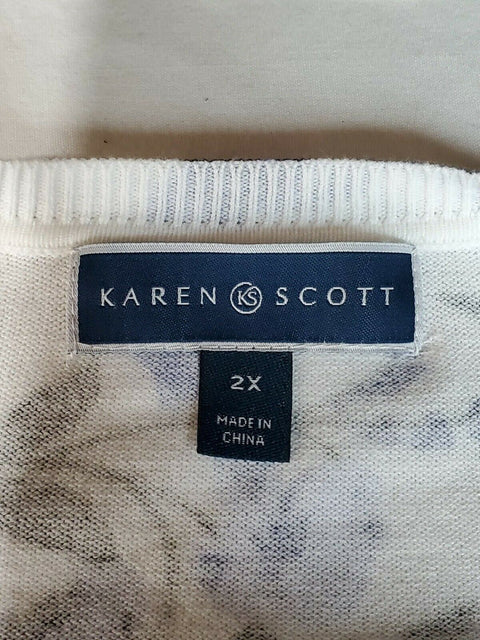 KAREN KS SCOTT
2X
MADE IN
CHINA